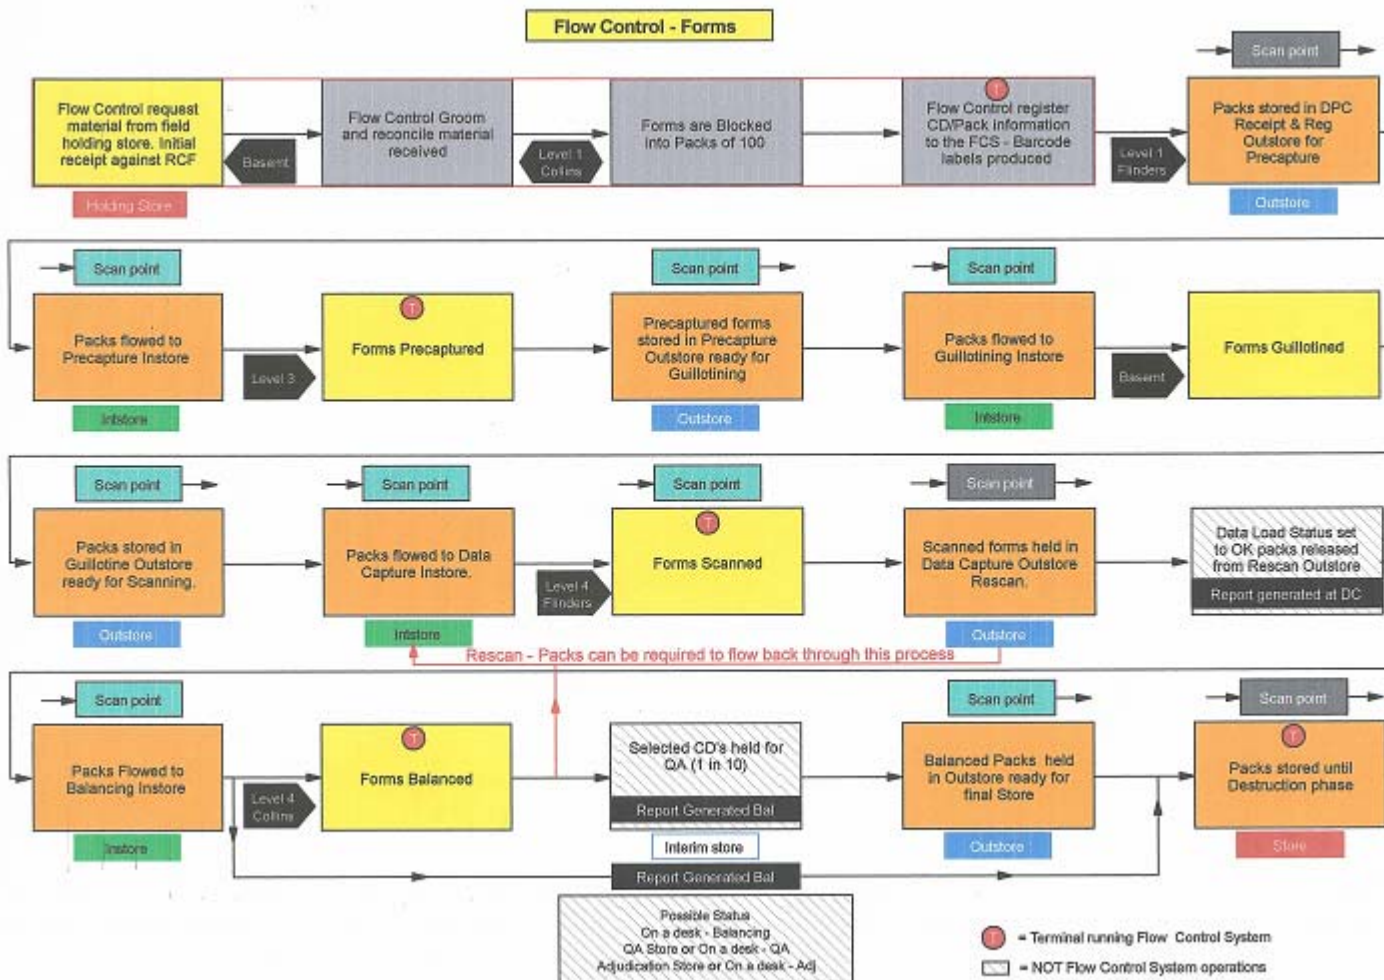 Flow Control - Forms
Scan point
Flow Control request
material from field
holding store. Initial
receipt against RCF
Basemt
Holding Store
Flow Control Groom
and reconcile material
received
Level 1
Collins
Forms are Blocked
into Packs of 100
T
Flow Control register
CD/Pack information
to the FCS - Barcode
labels produced
Level 1
Flinders
Packs stored in DPC
Receipt & Reg
Outstore for
Precapture
Outstore
Scan point
Packs flowed to
Precapture Instore
Intstore
Level 3
T
Forms Precaptured
Scan point
Precaptured forms
stored in Precapture
Outstore ready for
Guillotining
Outstore
Scan point
Packs flowed to
Guillotining Instore
Intstore
Basemt
Forms Guillotined
Scan point
Packs stored in
Guillotine Outstore
ready for Scanning.
Outstore
Scan point
Packs flowed to Data
Capture Instore.
Intstore
Level 4
Flinders
Scan point
T
Forms Scanned
Scan point
Scanned forms held in
Data Capture Outstore
Rescan.
Outstore
Data Load Status set
to OK packs released
from Rescan Outstore
Report generated at DC
Rescan - Packs can be required to flow back through this process
Scan point
Packs Flowed to
Balancing Instore
Instore
Level 4
Collins
T
Forms Balanced
Selected CD's held for
QA (1 in 10)
Report Generated Bal
Interim store
Report Generated Bal
Scan point
Balanced Packs held
in Outstore ready for
final Store
Outstore
Scan point
T
Packs stored until
Destruction phase
Store
Possible Status
On a desk - Balancing
QA Store or On a desk - QA
Adjudication Store or On a desk - Adj
T = Terminal running Flow Control System
= NOT Flow Control System operations